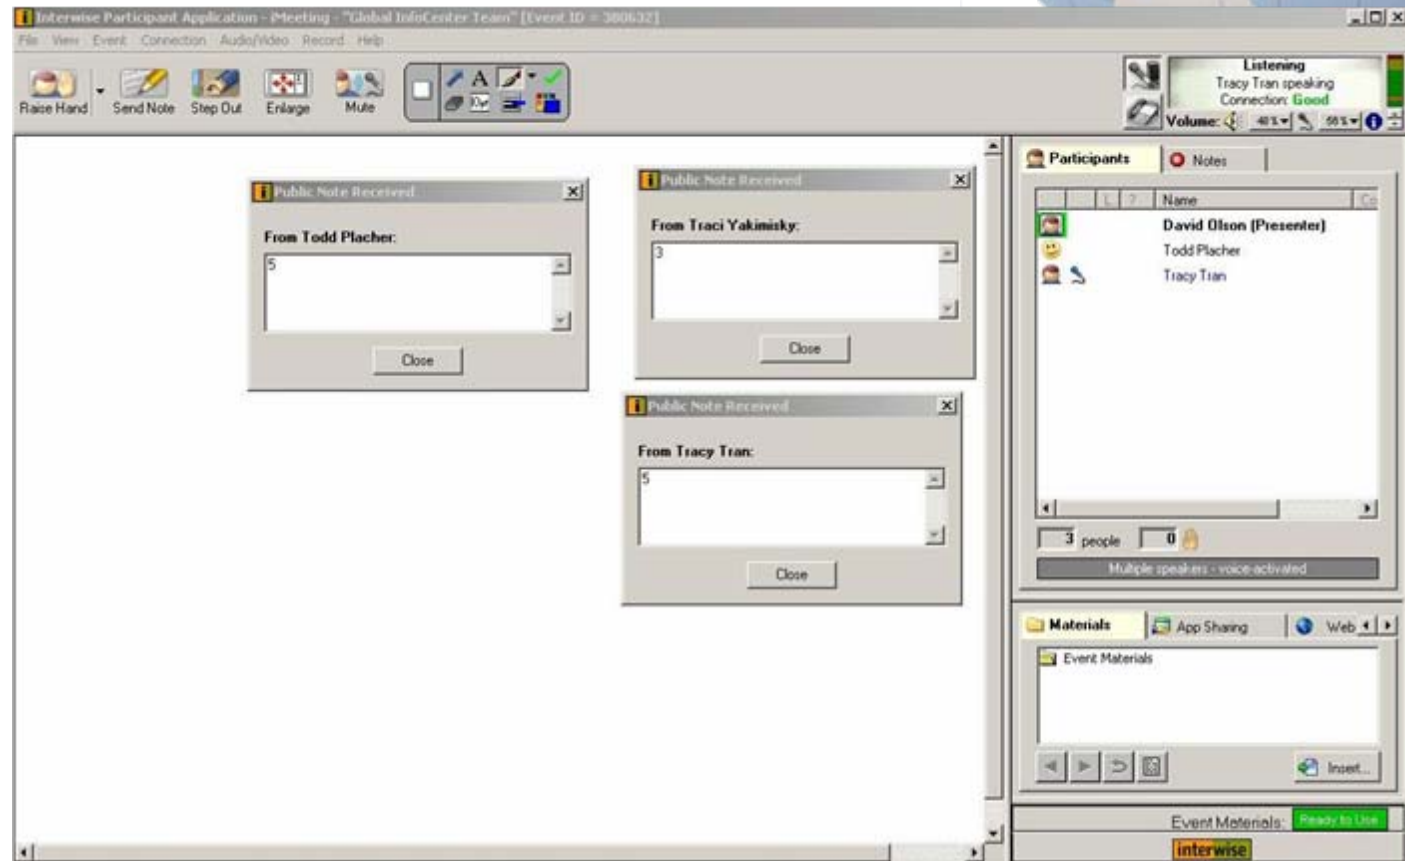 Interwise Participant Application - iMeeting - "Global InfoCenter Team" [Event ID = 380632]
File View Event Connection Audio/Video Record Help
Raise Hand Send Note Step Out Enlarge Mute
A
Listening
Tracy Tran speaking
Connection: Good
Volume: 48% 56%
Public Note Received
From Todd Placher:
5
Close
Public Note Received
From Traci Yakimisky:
3
Close
Public Note Received
From Tracy Tran:
5
Close
Participants Notes
L ? Name Co
David Olson (Presenter)
Todd Placher
Tracy Tran
3 people 0
Multiple speakers - voice-activated
Materials App Sharing Web
Event Materials
Insert...
Event Materials: Ready to Use
interwise